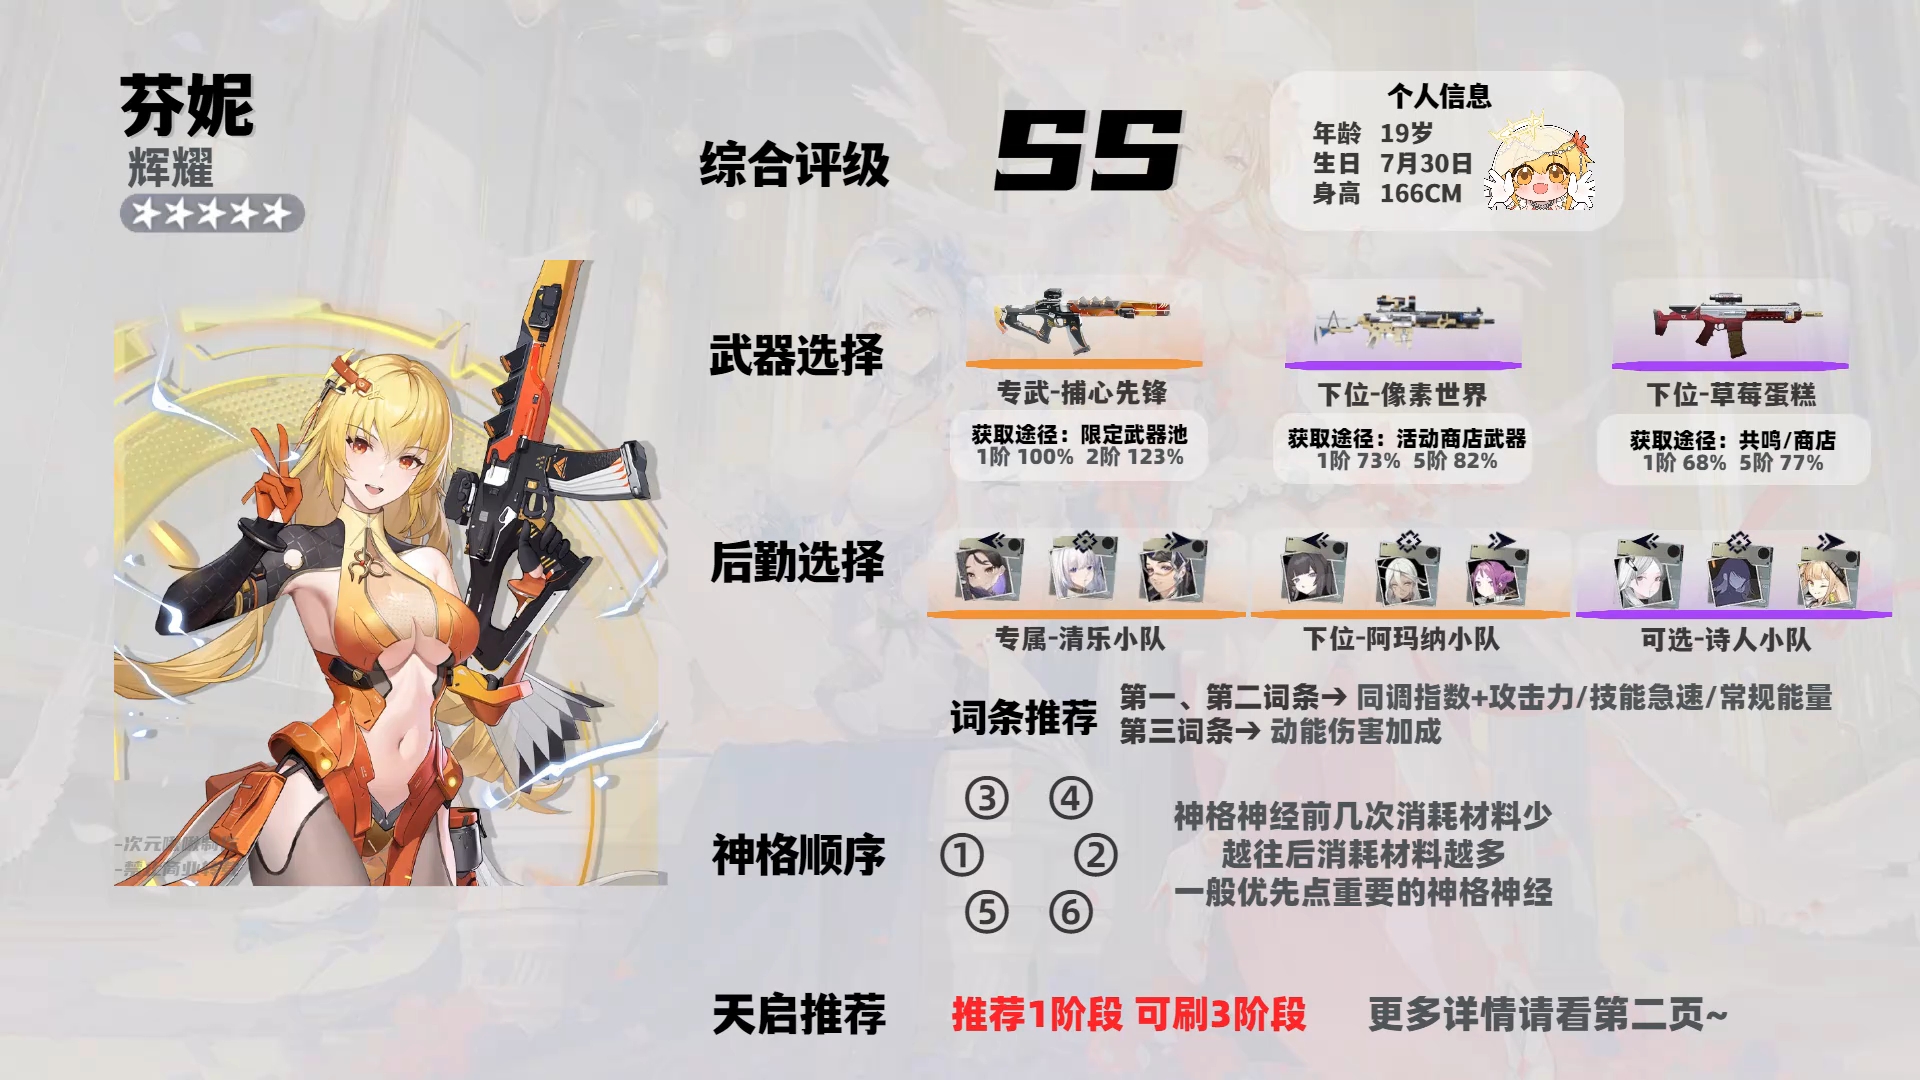 芬妮
辉耀
综合评级
SS
个人信息
年龄 19岁
生日 7月30日
身高 166CM
武器选择
专武-捕心先锋
获取途径：限定武器池
1阶 100% 2阶 123%
下位-像素世界
获取途径：活动商店武器
1阶 73% 5阶 82%
下位-草莓蛋糕
获取途径：共鸣/商店
1阶 68% 5阶 77%
后勤选择
专属-清乐小队
下位-阿玛纳小队
可选-诗人小队
词条推荐
第一、第二词条→ 同调指数+攻击力/技能急速/常规能量
第三词条→ 动能伤害加成
神格顺序
③ ④
① ②
⑤ ⑥
神格神经前几次消耗材料少
越往后消耗材料越多
一般优先点重要的神格神经
天启推荐
推荐1阶段 可刷3阶段
更多详情请看第二页~
-次元